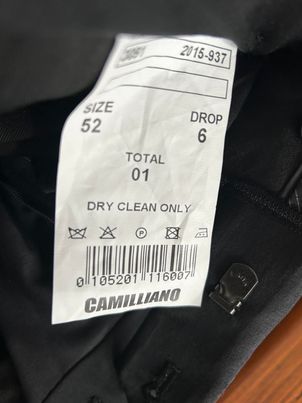 2015-937
SIZE DROP
52 6
TOTAL
01
DRY CLEAN ONLY
P
0 105201 116007
CAMILLIANO